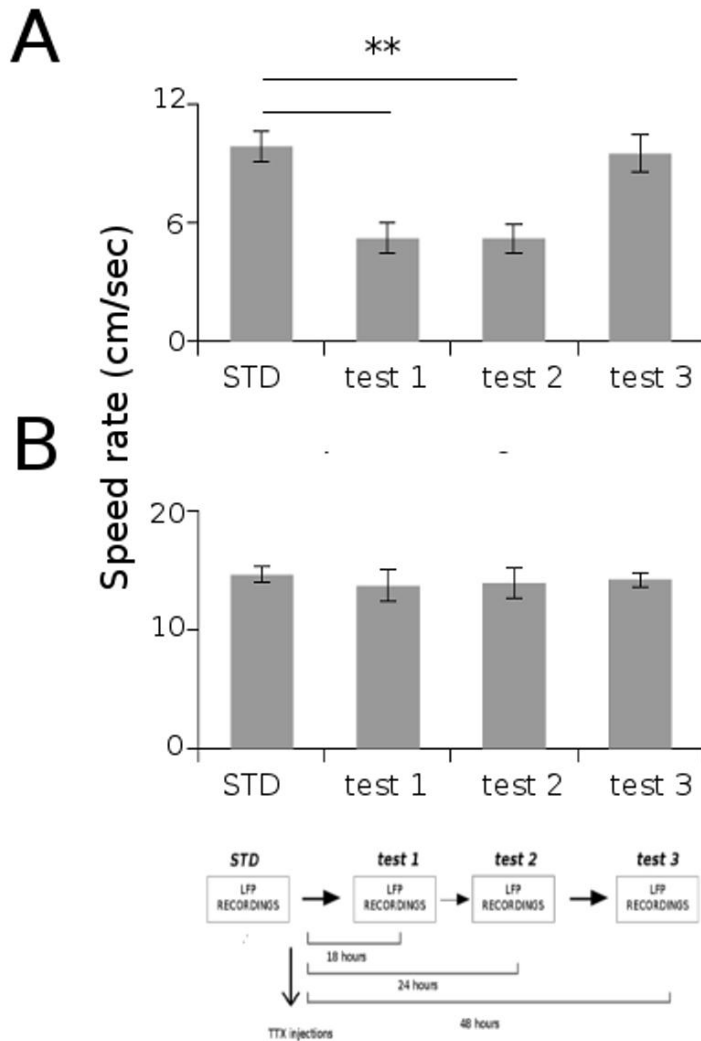 A
**
12
6
0
STD test 1 test 2 test 3
Speed rate (cm/sec)
B
20
10
0
STD test 1 test 2 test 3
STD test 1 test 2 test 3
LFP RECORDINGS LFP RECORDINGS LFP RECORDINGS LFP RECORDINGS
18 hours
24 hours
48 hours
TTX injections